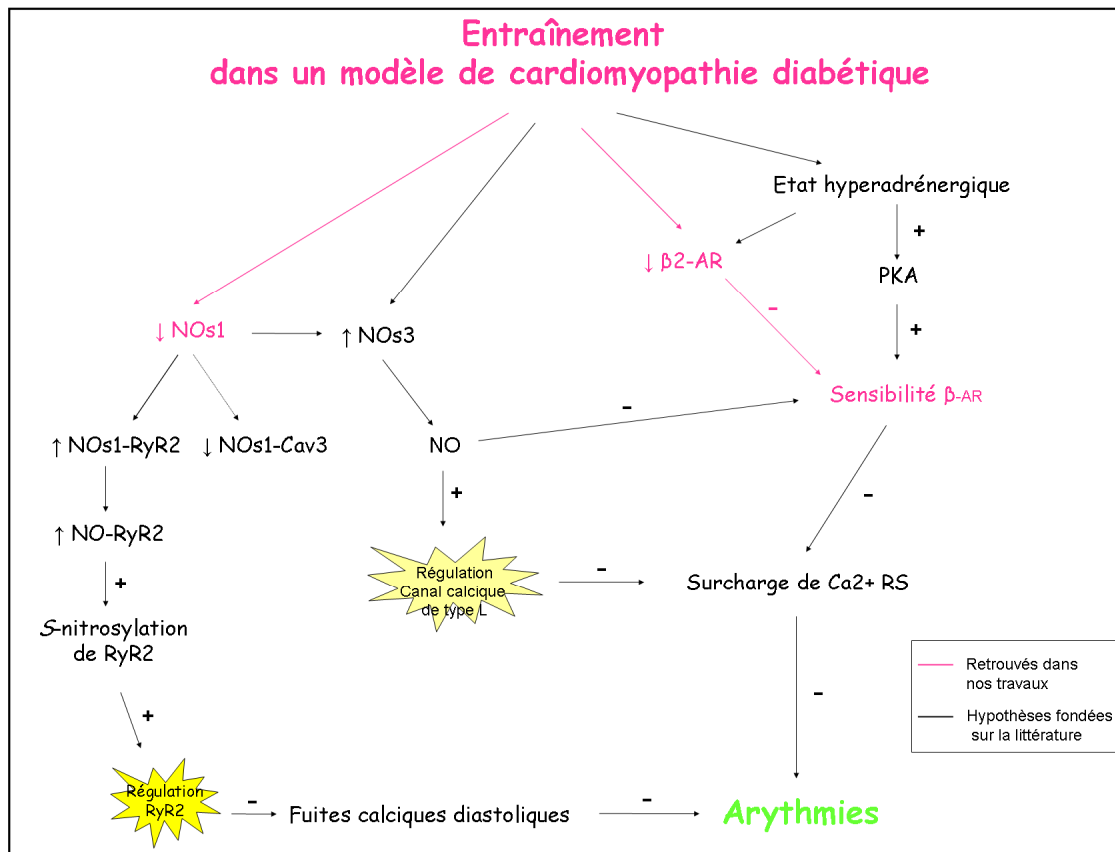 Entraînement
dans un modèle de cardiomyopathie diabétique
Etat hyperadrénergique
+
↓ β2-AR
PKA
-
+
↓ NOs1
↑ NOs3
Sensibilité β-AR
-
↑ NOs1-RyR2
↓ NOs1-Cav3
NO
+
-
↑ NO-RyR2
Régulation
Canal calcique
de type L
-
Surcharge de Ca2+ RS
+
S-nitrosylation
de RyR2
+
-
Retrouvés dans
nos travaux
Hypothèses fondées
sur la littérature
Régulation
RyR2
-
Fuites calciques diastoliques
-
Arythmies